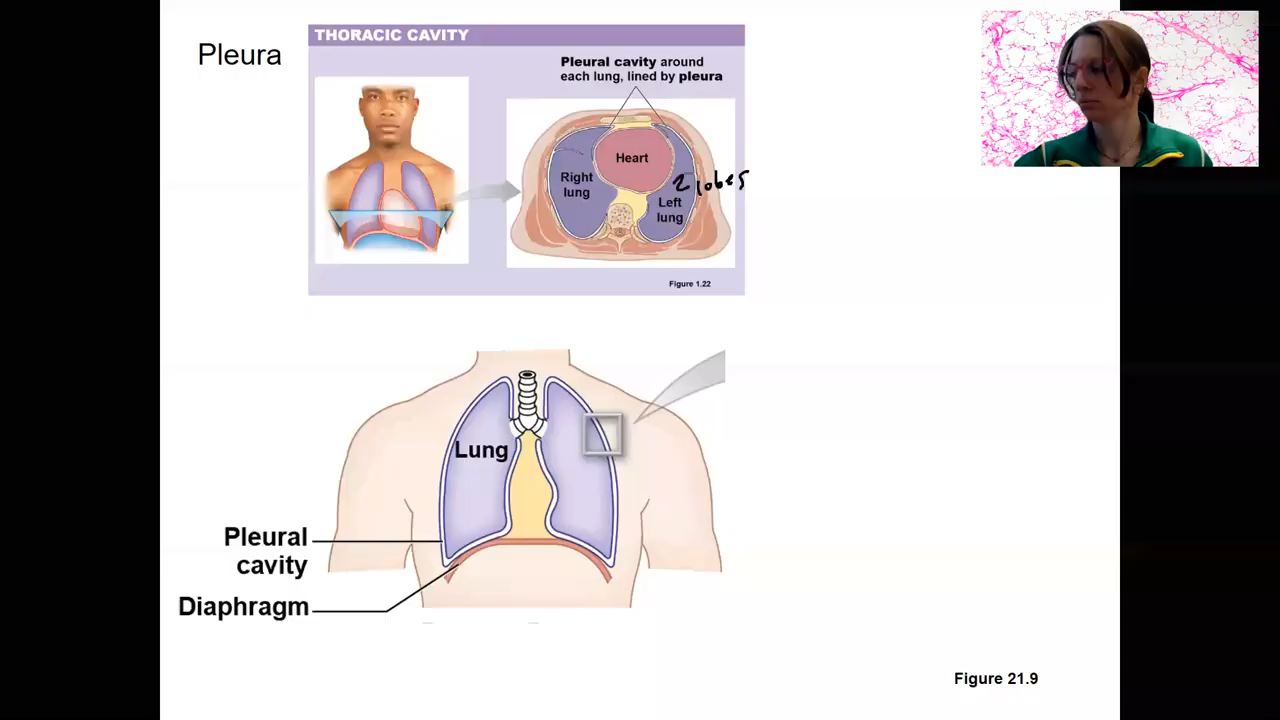 Pleura
THORACIC CAVITY
Pleural cavity around
each lung, lined by pleura
Heart
Right
lung
2 lobes
Left
lung
Figure 1.22
Lung
Pleural
cavity
Diaphragm
Figure 21.9